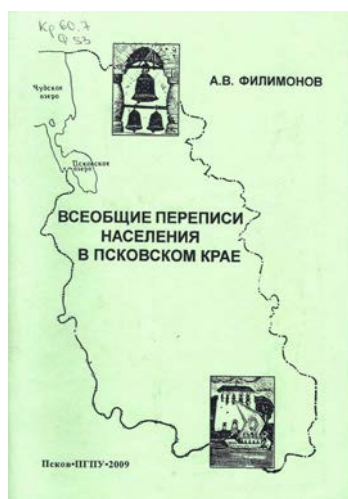 Кр 60.7
Ф 53
А.В. ФИЛИМОНОВ
Чудское
озеро
Псковское
озеро
ВСЕОБЩИЕ ПЕРЕПИСИ
НАСЕЛЕНИЯ
В ПСКОВСКОМ КРАЕ
Псков•ПГПУ•2009